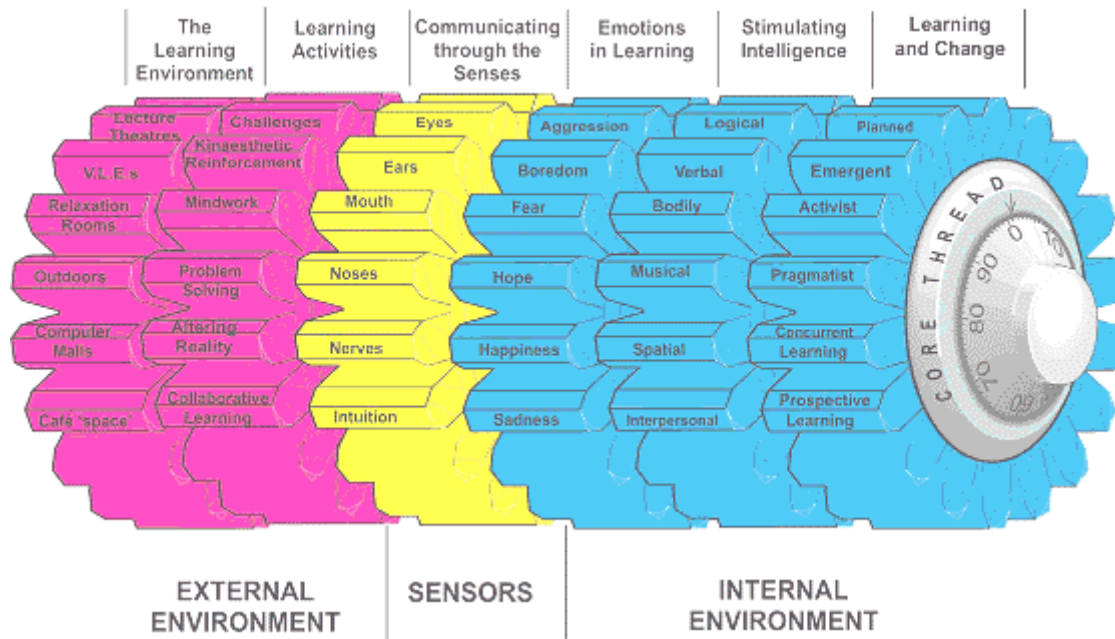 The
Learning
Environment
Learning
Activities
Communicating
through the
Senses
Emotions
in Learning
Stimulating
Intelligence
Learning
and Change
Lecture
Theatres
Challenges
Eyes
Aggression
Logical
Planned
V.L.E's
Kinaesthetic
Reinforcement
Ears
Boredom
Verbal
Emergent
Relaxation
Rooms
Mindwork
Mouth
Fear
Bodily
Activist
Outdoors
Problem
Solving
Noses
Hope
Musical
Pragmatist
Computer
Malls
Altering
Reality
Nerves
Happiness
Spatial
Concurrent
Learning
Café 'space'
Collaborative
Learning
Intuition
Sadness
Interpersonal
Prospective
Learning
CORE THREAD
0
90
80
70
60
EXTERNAL
ENVIRONMENT
SENSORS
INTERNAL
ENVIRONMENT